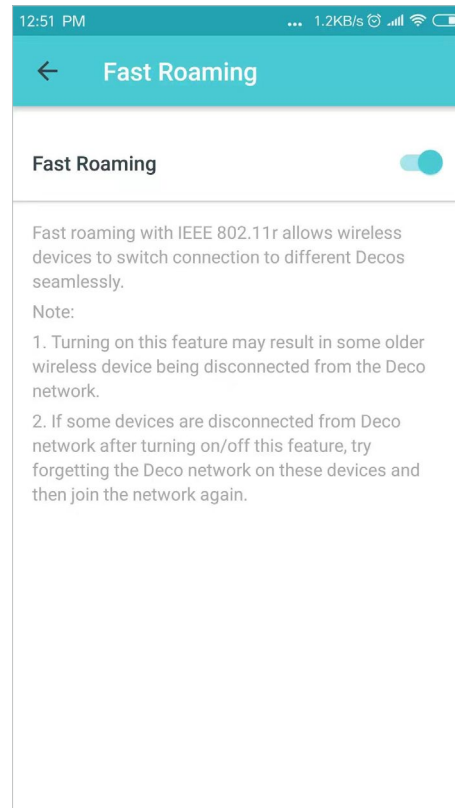 12:51 PM ... 1.2KB/s
Fast Roaming
Fast Roaming
Fast roaming with IEEE 802.11r allows wireless
devices to switch connection to different Decos
seamlessly.
Note:
1. Turning on this feature may result in some older
wireless device being disconnected from the Deco
network.
2. If some devices are disconnected from Deco
network after turning on/off this feature, try
forgetting the Deco network on these devices and
then join the network again.